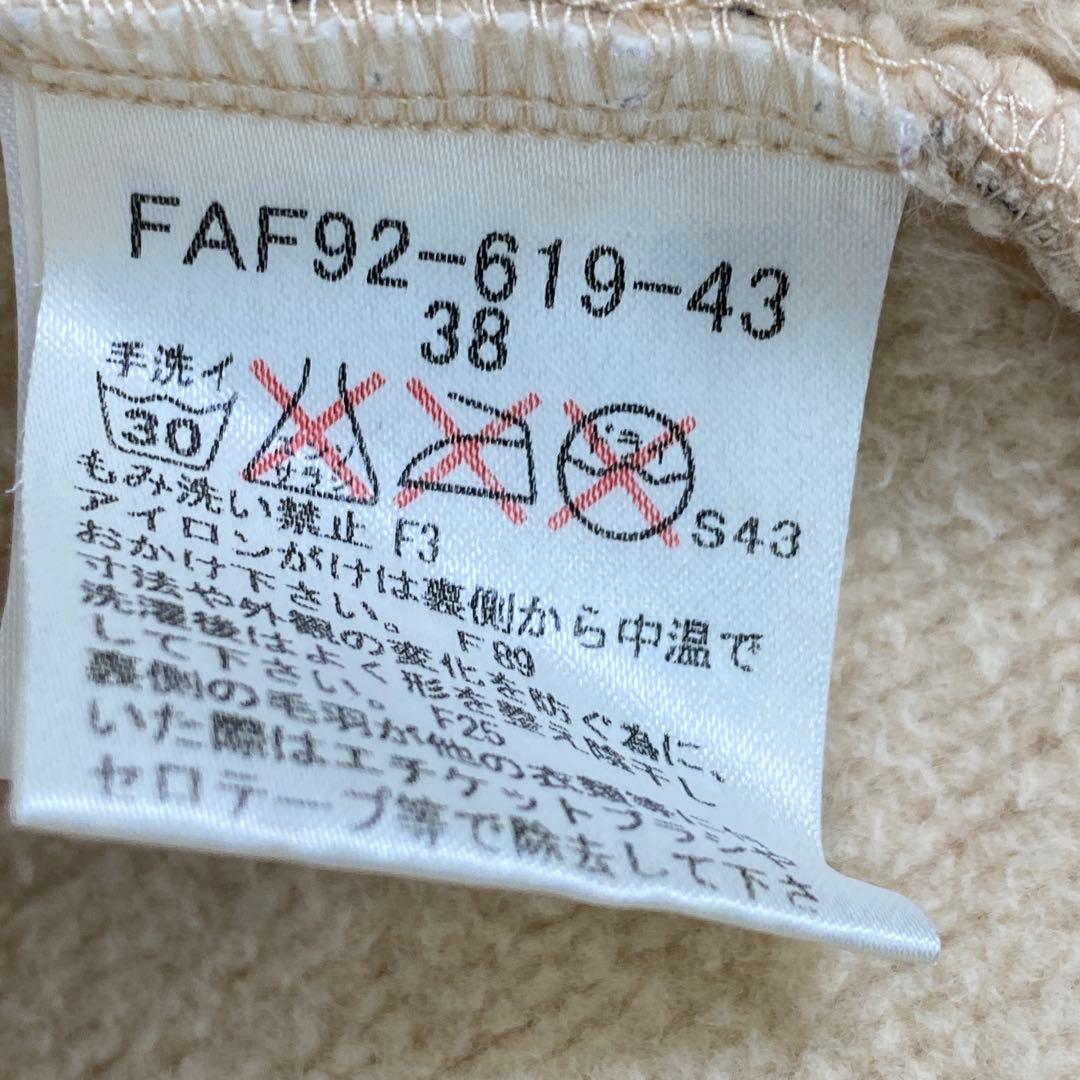 FAF92-619-43
38
手洗イ
30
ドライ
S43
もみ洗い禁止 F3
アイロンがけは裏側から中温で
おかけ下さい。 F89
寸法や外観の変化を防ぐ為に、
洗濯後はよく形を整え陰干し
して下さい。 F26
裏側の毛羽が他の衣類
いた際はエチケットブラシ
セロテープ等で除去して下さ